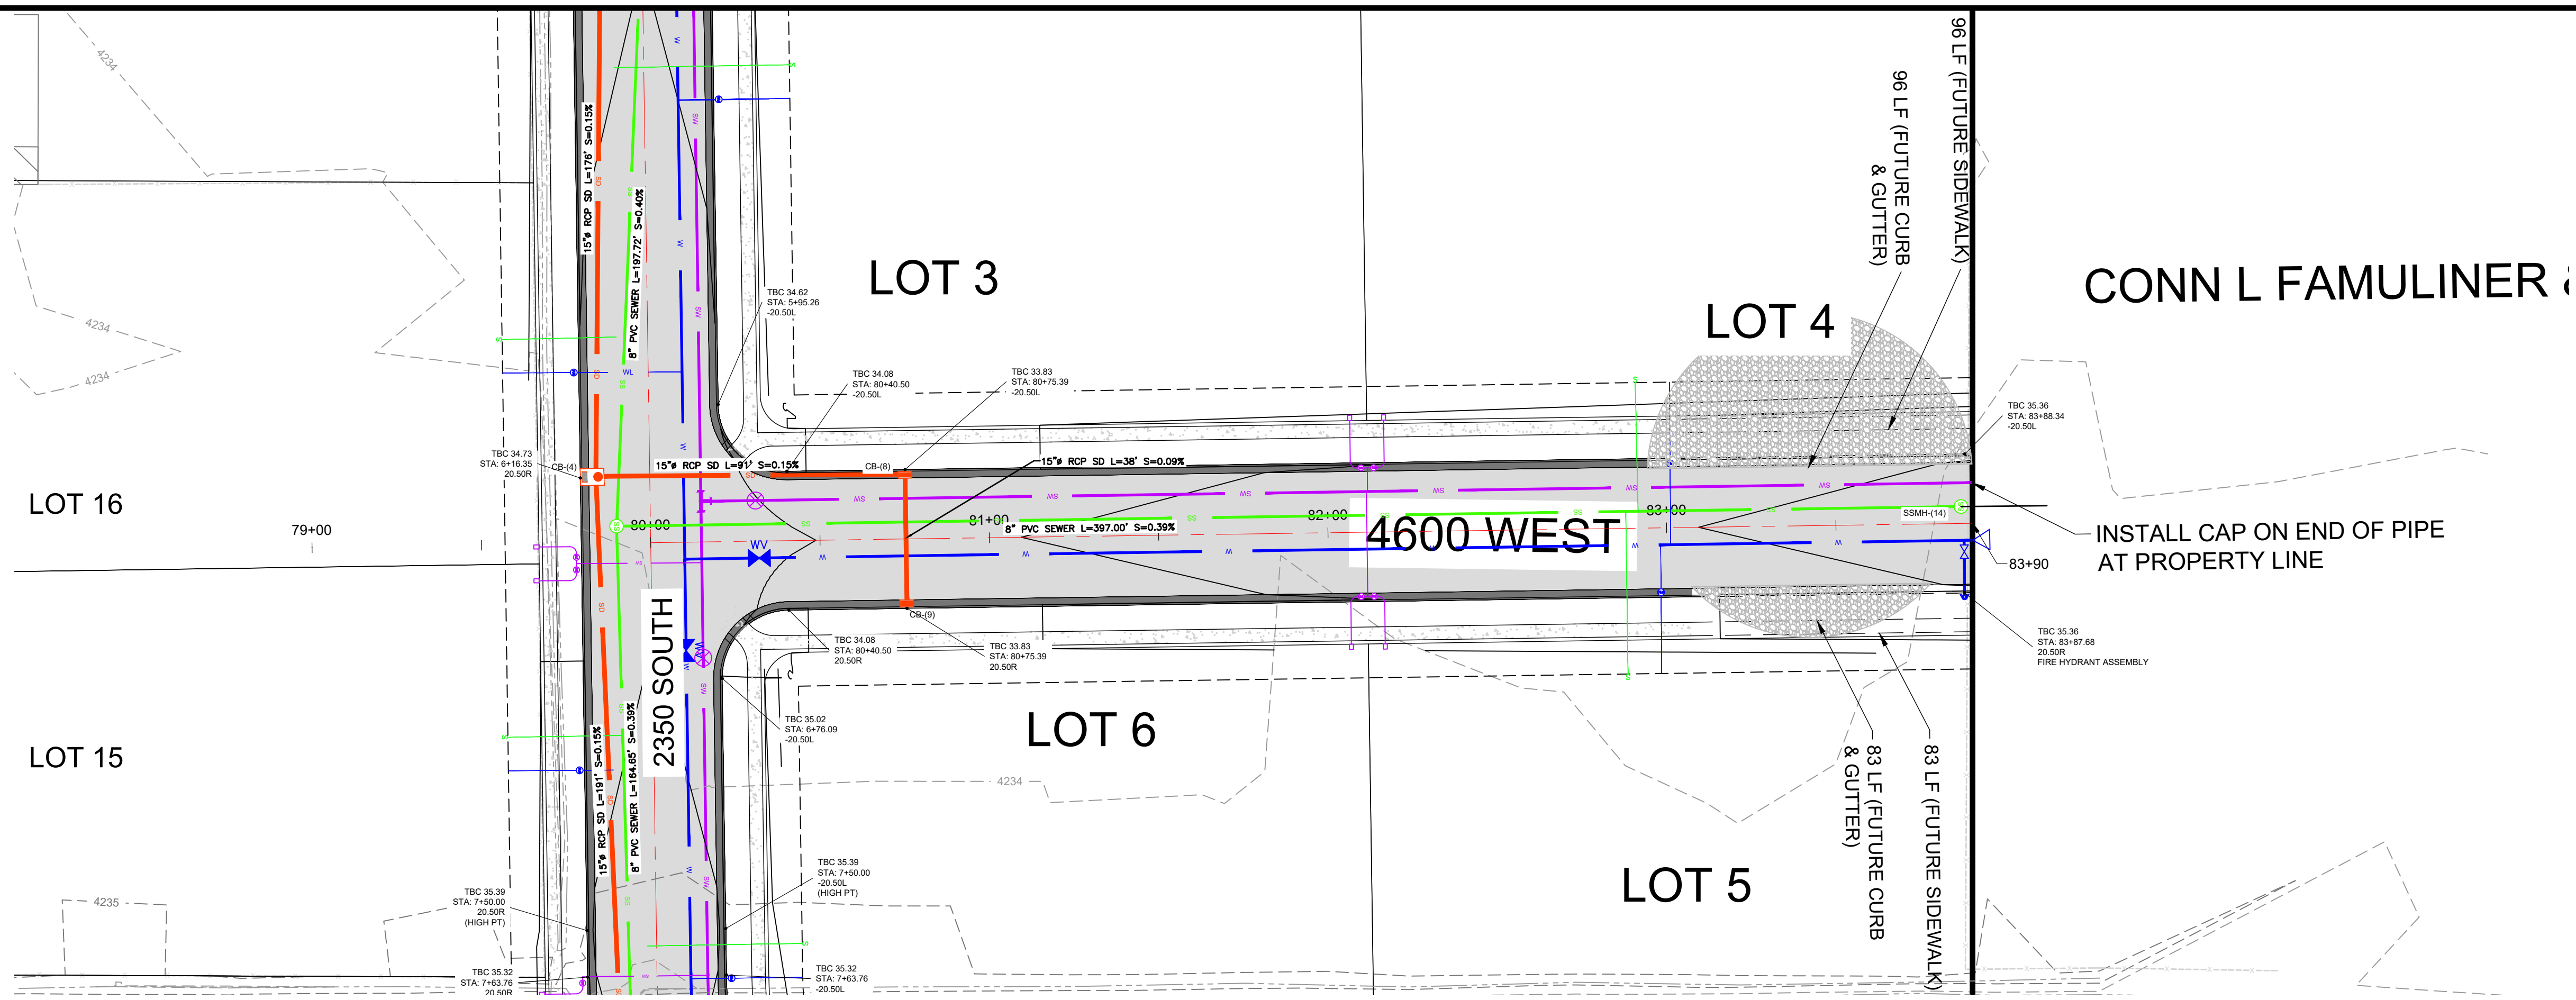 4234
4234
4234
LOT 16
LOT 15
79+00
4235
15"ø RCP SD L=176' S=0.15%
8" PVC SEWER L=197.72' S=0.40%
TBC 34.62
STA: 5+95.26
-20.50L
LOT 3
TBC 34.08
STA: 80+40.50
-20.50L
TBC 33.83
STA: 80+75.39
-20.50L
TBC 34.73
STA: 6+16.35
20.50R
CB-(4)
15"ø RCP SD L=91' S=0.15%
CB-(8)
15"ø RCP SD L=38' S=0.09%
80+00
81+00
82+00
83+00
8" PVC SEWER L=397.00' S=0.39%
4600 WEST
SSMH-(14)
WV
WL
SD
SS
SW
W
S
CB-(9)
TBC 34.08
STA: 80+40.50
20.50R
TBC 33.83
STA: 80+75.39
20.50R
2350 SOUTH
WV
TBC 35.02
STA: 6+76.09
-20.50L
15"ø RCP SD L=191' S=0.15%
8" PVC SEWER L=164.65' S=0.39%
LOT 6
4234
TBC 35.39
STA: 7+50.00
-20.50L
(HIGH PT)
TBC 35.39
STA: 7+50.00
20.50R
(HIGH PT)
TBC 35.32
STA: 7+63.76
20.50R
TBC 35.32
STA: 7+63.76
-20.50L
LOT 4
96 LF (FUTURE CURB
& GUTTER)
96 LF (FUTURE SIDEWALK)
CONN L FAMULINER &
TBC 35.36
STA: 83+88.34
-20.50L
INSTALL CAP ON END OF PIPE
AT PROPERTY LINE
83+90
TBC 35.36
STA: 83+87.68
20.50R
FIRE HYDRANT ASSEMBLY
LOT 5
83 LF (FUTURE CURB
& GUTTER)
83 LF (FUTURE SIDEWALK)